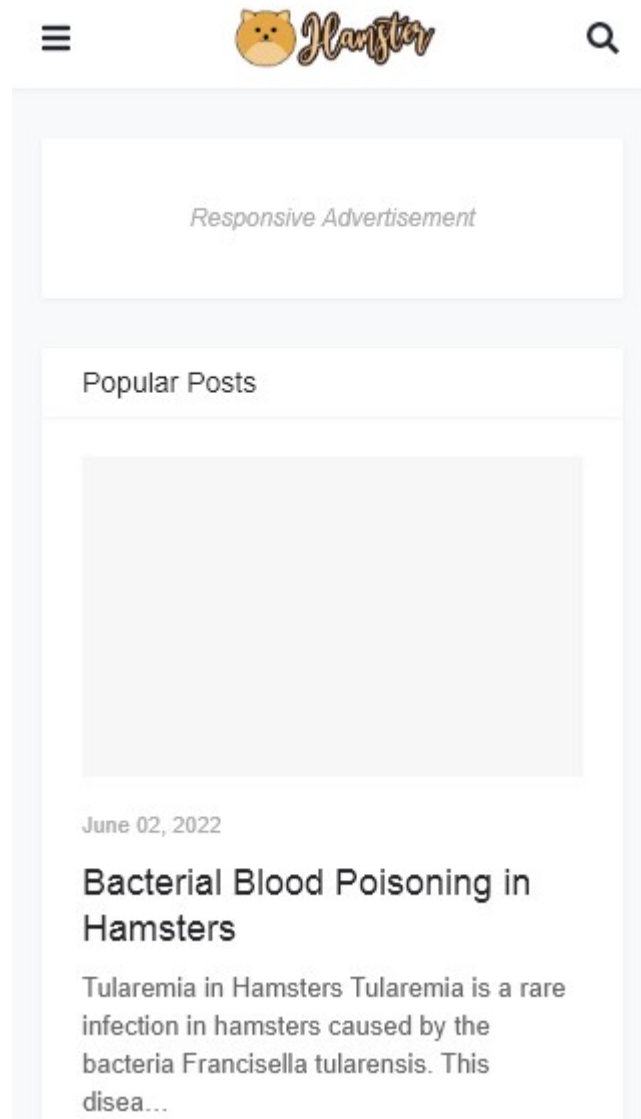 Hamster
Responsive Advertisement
Popular Posts
June 02, 2022
Bacterial Blood Poisoning in
Hamsters
Tularemia in Hamsters Tularemia is a rare
infection in hamsters caused by the
bacteria Francisella tularensis. This
disea…